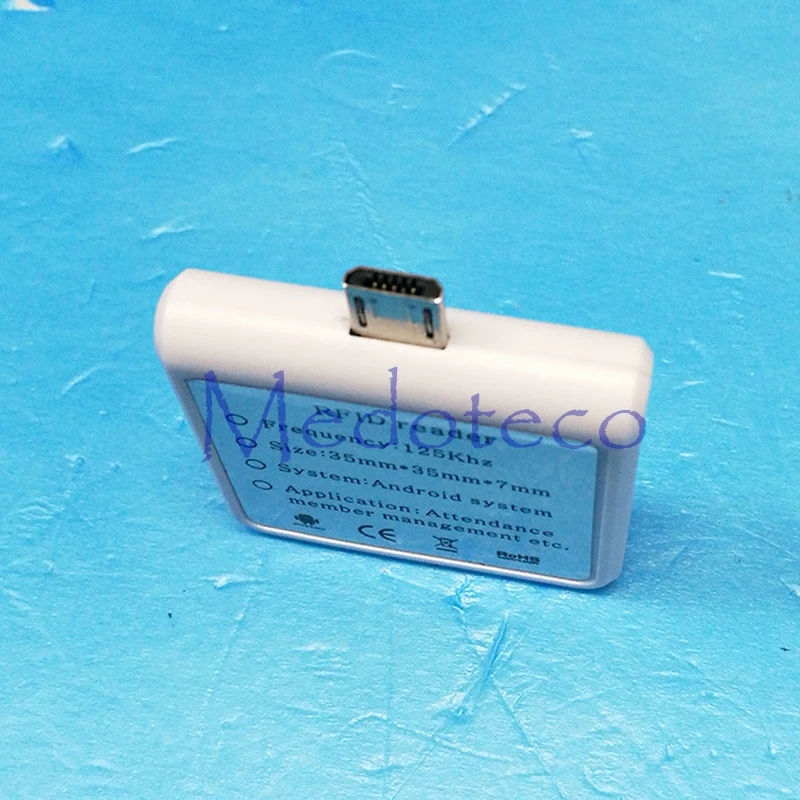 Medoteco
RFID reader
Frequency:125Khz
Size:35mm*35mm*7mm
System:Android system
Application:Attendance
member management etc.
CE
RoHS